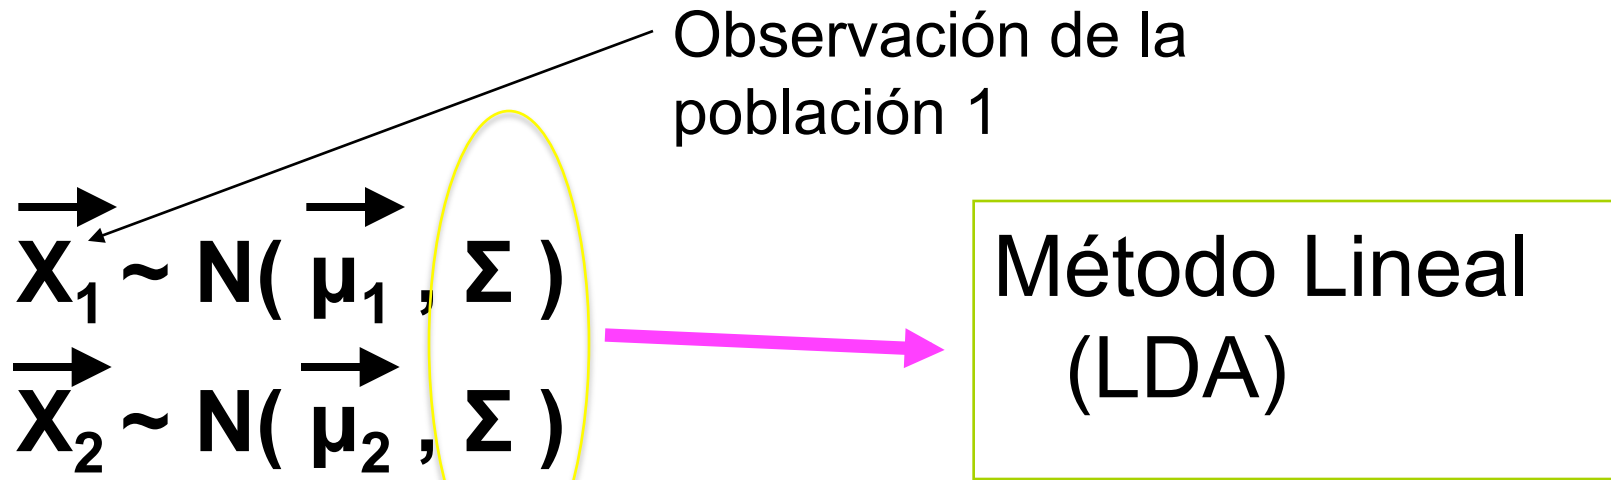 Observación de la
población 1
X₁ ~ N( μ₁ , Σ )
X₂ ~ N( μ₂ , Σ )
Método Lineal
(LDA)